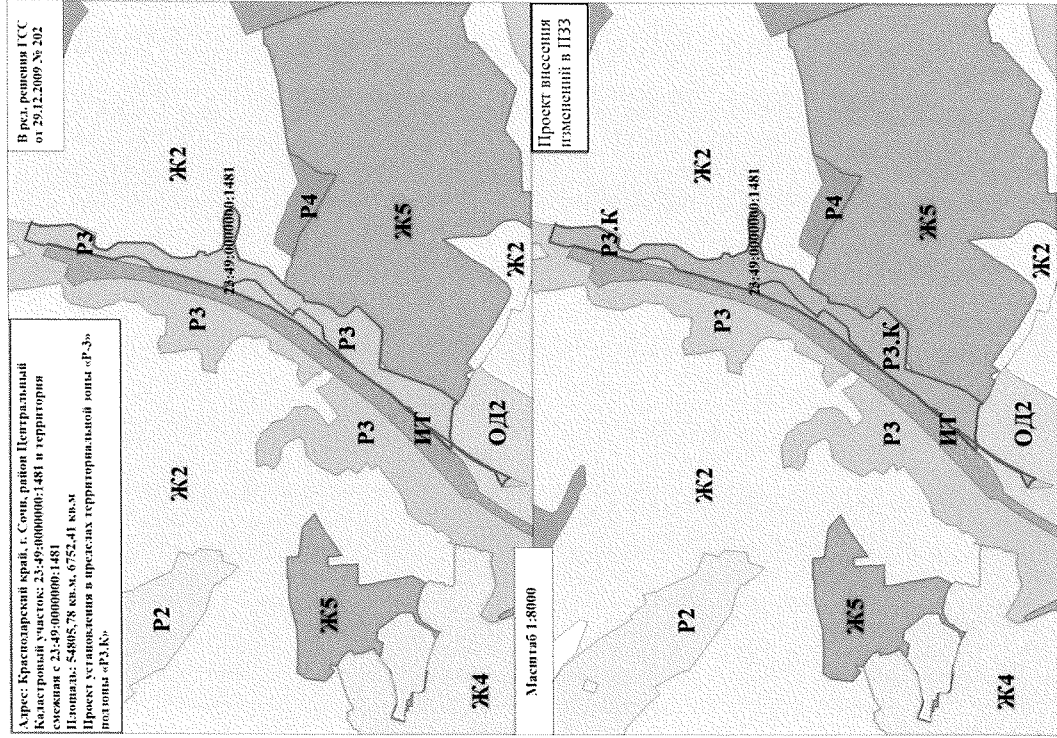 Адрес: Краснодарский край, г. Сочи, район Центральный
Кадастровый участок: 23:49:0000000:1481 и территория
смежная с 23:49:0000000:1481
Площадь: 54805,78 кв.м, 6752,41 кв.м
Проект установления в пределах территориальной зоны «Р-3»
подзоны «Р3.К»
В ред. решения ГСС
от 29.12.2009 № 202
Р3
Ж2
23:49:0000000:1481
Р4
Р3
Ж5
Р3
Ж2
Р3
ИТ
ОД2
Ж2
Р2
Ж5
Ж4
Масштаб 1:8000
Проект внесения
изменений в ПЗЗ
Р3.К
Ж2
23:49:0000000:1481
Р4
Р3
Ж5
Р3.К
Ж2
Р3
ИТ
ОД2
Ж2
Р2
Ж5
Ж4